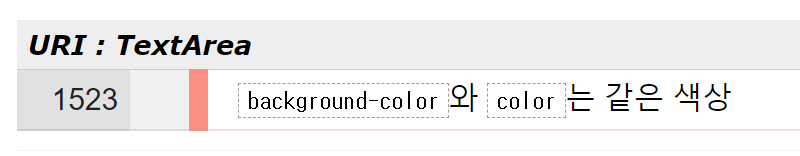 URI : TextArea
1523 background-color와 color는 같은 색상